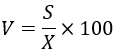 V = S/X × 100